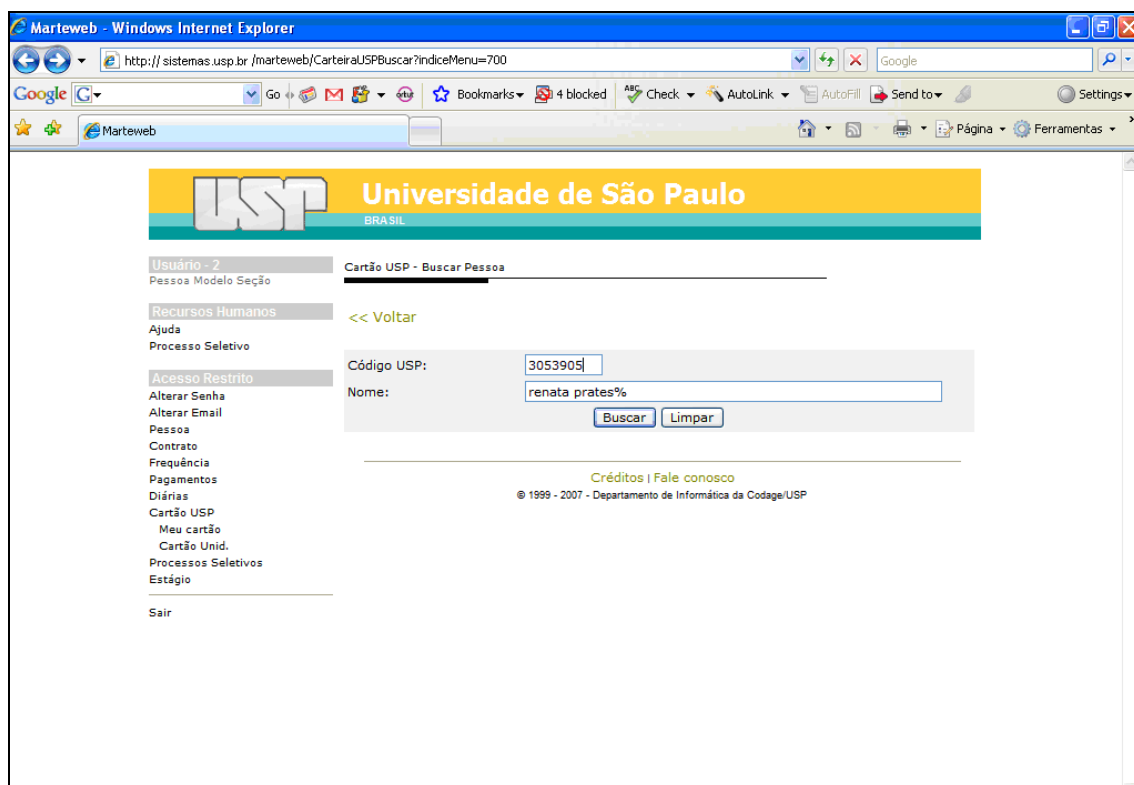 Marteweb - Windows Internet Explorer
http:// sistemas.usp.br /marteweb/CarteiraUSPBuscar?indiceMenu=700
Google
Google G Go Bookmarks 4 blocked ABC Check AutoLink AutoFill Send to Settings
Marteweb Página Ferramentas
USP Universidade de São Paulo
BRASIL
Usuário - 2
Pessoa Modelo Seção
Recursos Humanos
Ajuda
Processo Seletivo
Acesso Restrito
Alterar Senha
Alterar Email
Pessoa
Contrato
Frequência
Pagamentos
Diárias
Cartão USP
Meu cartão
Cartão Unid.
Processos Seletivos
Estágio
Sair
Cartão USP - Buscar Pessoa
<< Voltar
Código USP: 3053905
Nome: renata prates%
Buscar Limpar
Créditos | Fale conosco
© 1999 - 2007 - Departamento de Informática da Codage/USP